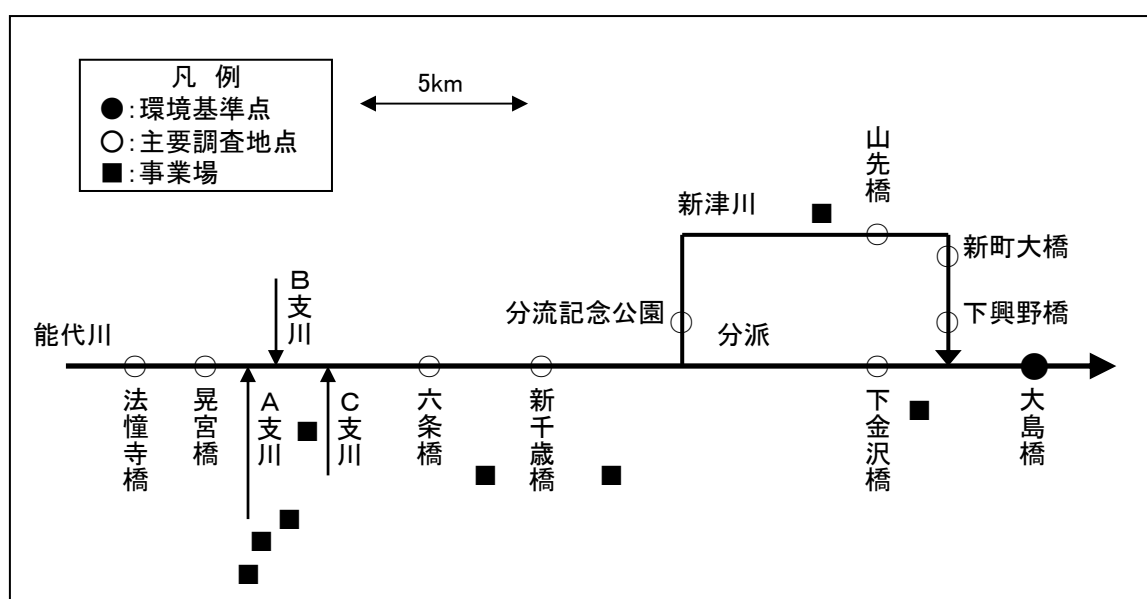 凡 例
●:環境基準点
○:主要調査地点
■:事業場
5km
山先橋
新津川
新町大橋
B支川
分流記念公園
下興野橋
能代川
分派
法憧寺橋
晃宮橋
A支川
C支川
六条橋
新千歳橋
下金沢橋
大島橋